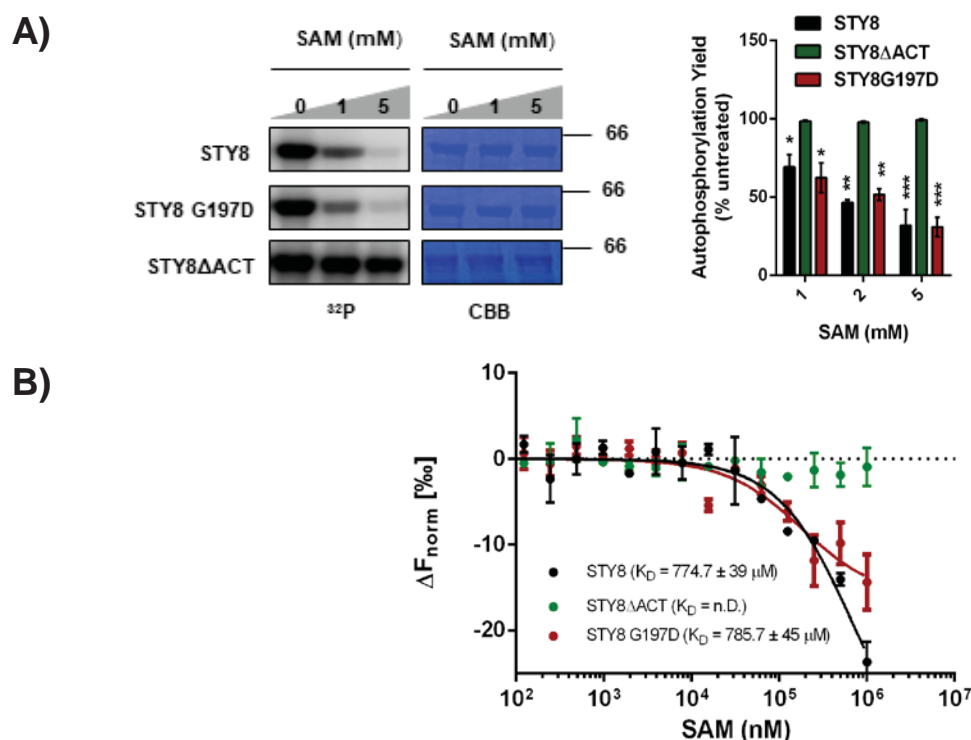 A)
SAM (mM)
SAM (mM)
0 1 5
0 1 5
STY8
66
STY8 G197D
66
STY8ΔACT
66
³²P
CBB
STY8
STY8ΔACT
STY8G197D
Autophosphorylation Yield
(% untreated)
150
100
50
0
* * ** ** *** ***
1 2 5
SAM (mM)
B)
ΔFnorm [‰]
10
0
-10
-20
STY8 (KD = 774.7 ± 39 μM)
STY8ΔACT (KD = n.D.)
STY8 G197D (KD = 785.7 ± 45 μM)
10² 10³ 10⁴ 10⁵ 10⁶ 10⁷
SAM (nM)